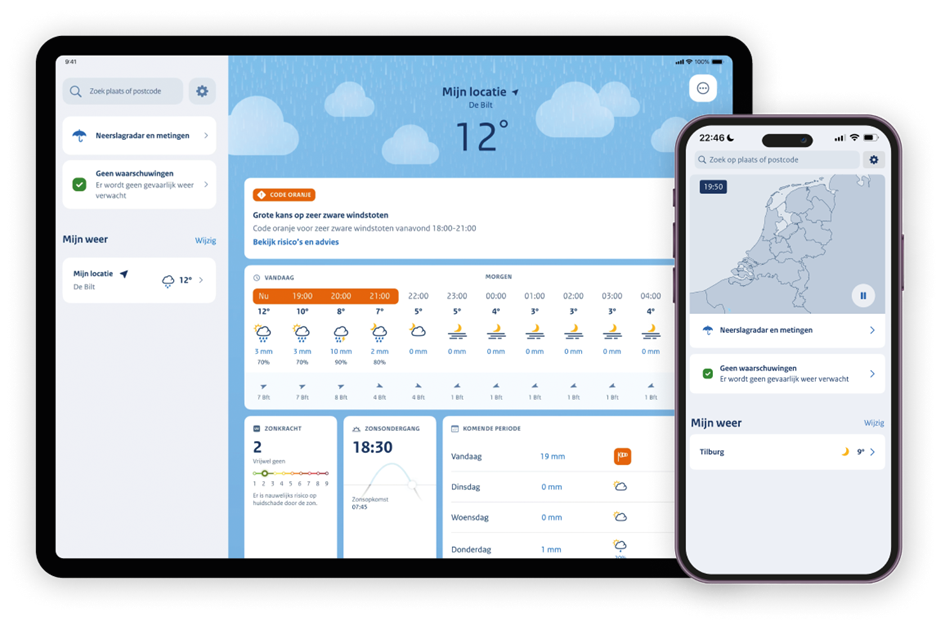 9:41
100%
Zoek plaats of postcode
Neerslagradar en metingen
Geen waarschuwingen
Er wordt geen gevaarlijk weer
verwacht
Mijn weer
Wijzig
Mijn locatie
De Bilt
12°
Mijn locatie
De Bilt
12°
CODE ORANJE
Grote kans op zeer zware windstoten
Code oranje voor zeer zware windstoten vanavond 18:00-21:00
Bekijk risico's en advies
VANDAAG
MORGEN
Nu 19:00 20:00 21:00 22:00 23:00 00:00 01:00 02:00 03:00 04:00
12° 10° 8° 7° 5° 5° 4° 3° 3° 3° 4°
3 mm 3 mm 10 mm 2 mm 0 mm 0 mm 0 mm 0 mm 0 mm 0 mm 0 mm
70% 70% 90% 80%
7 Bft 7 Bft 8 Bft 4 Bft 4 Bft 1 Bft 1 Bft 1 Bft 1 Bft 1 Bft 1 Bft
ZONKRACHT
2
Vrijwel geen
1 2 3 4 5 6 7 8 9
Er is nauwelijks risico op
huidschade door de zon.
ZONSONDERGANG
18:30
Zonsopkomst
07:45
KOMENDE PERIODE
Vandaag 19 mm
Dinsdag 0 mm
Woensdag 0 mm
Donderdag 1 mm
22:46
Zoek op plaats of postcode
19:50
Neerslagradar en metingen
Geen waarschuwingen
Er wordt geen gevaarlijk weer verwacht
Mijn weer
Wijzig
Tilburg
9°